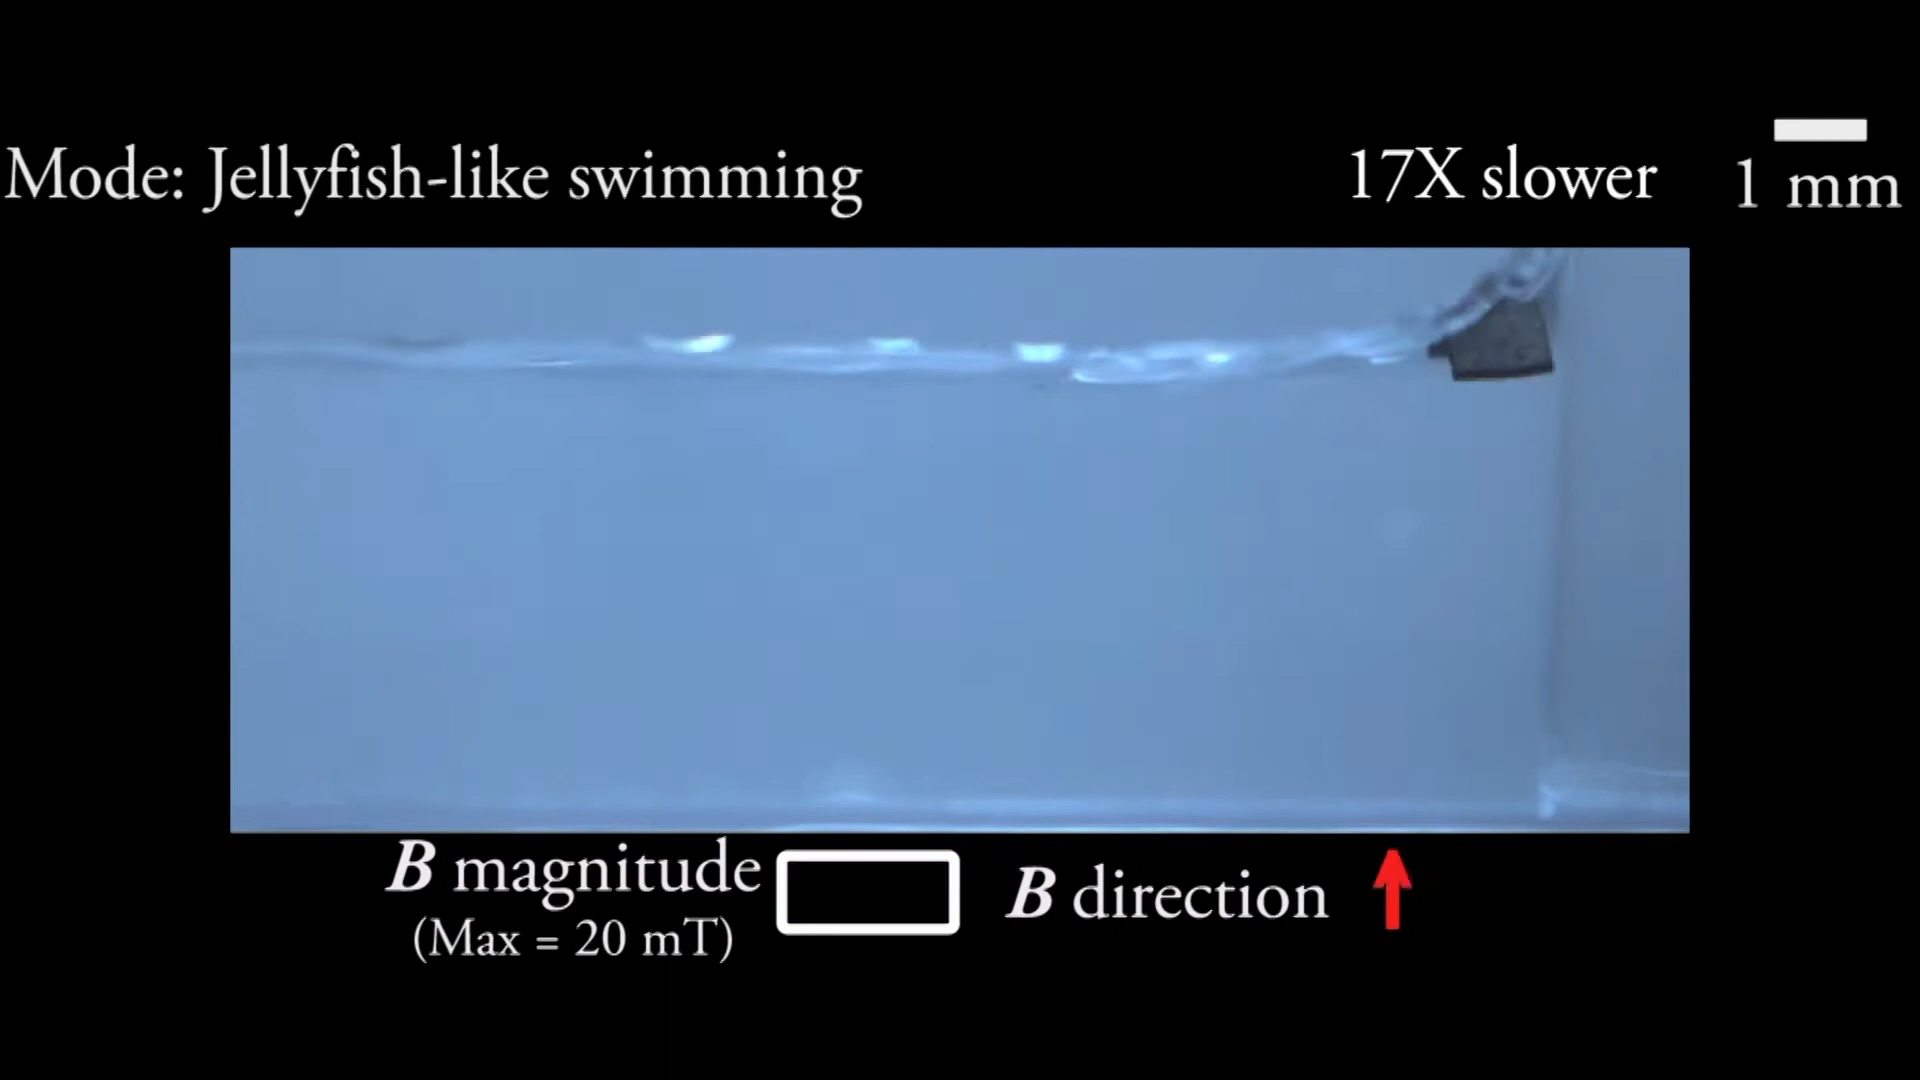 Mode: Jellyfish-like swimming
17X slower
1 mm
B magnitude
(Max = 20 mT)
B direction